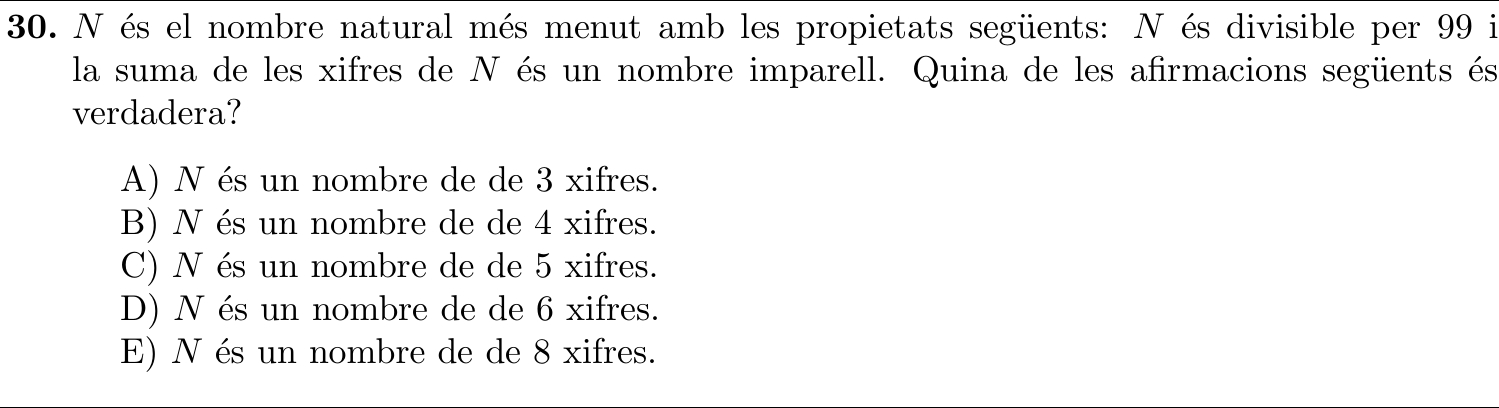 30. N és el nombre natural més menut amb les propietats següents: N és divisible per 99 i
la suma de les xifres de N és un nombre imparell. Quina de les afirmacions següents és
verdadera?
A) N és un nombre de de 3 xifres.
B) N és un nombre de de 4 xifres.
C) N és un nombre de de 5 xifres.
D) N és un nombre de de 6 xifres.
E) N és un nombre de de 8 xifres.